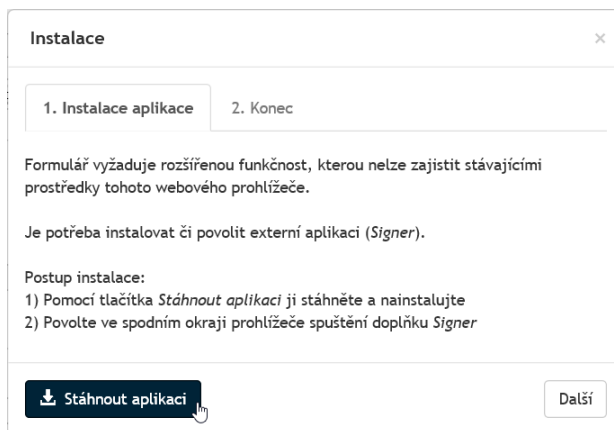 Instalace
1. Instalace aplikace
2. Konec
Formulář vyžaduje rozšířenou funkčnost, kterou nelze zajistit stávajícími
prostředky tohoto webového prohlížeče.
Je potřeba instalovat či povolit externí aplikaci (Signer).
Postup instalace:
1) Pomocí tlačítka Stáhnout aplikaci ji stáhněte a nainstalujte
2) Povolte ve spodním okraji prohlížeče spuštění doplňku Signer
Stáhnout aplikaci
Další